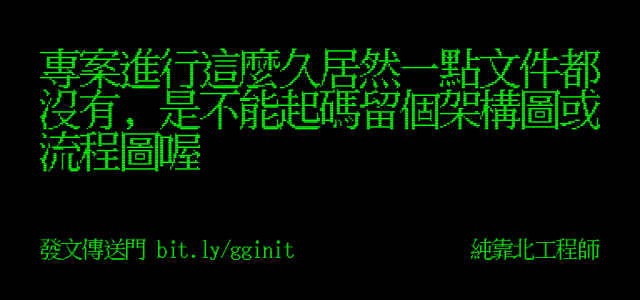 專案進行這麼久居然一點文件都
沒有，是不能起碼留個架構圖或
流程圖喔
發文傳送門 bit.ly/gginit
純靠北工程師